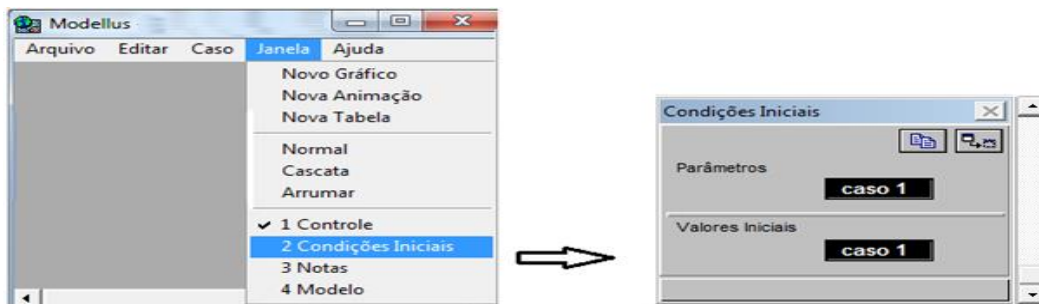 Modellus
Arquivo Editar Caso Janela Ajuda
Novo Gráfico
Nova Animação
Nova Tabela
Normal
Cascata
Arrumar
1 Controle
2 Condições Iniciais
3 Notas
4 Modelo
Condições Iniciais
Parâmetros
caso 1
Valores Iniciais
caso 1